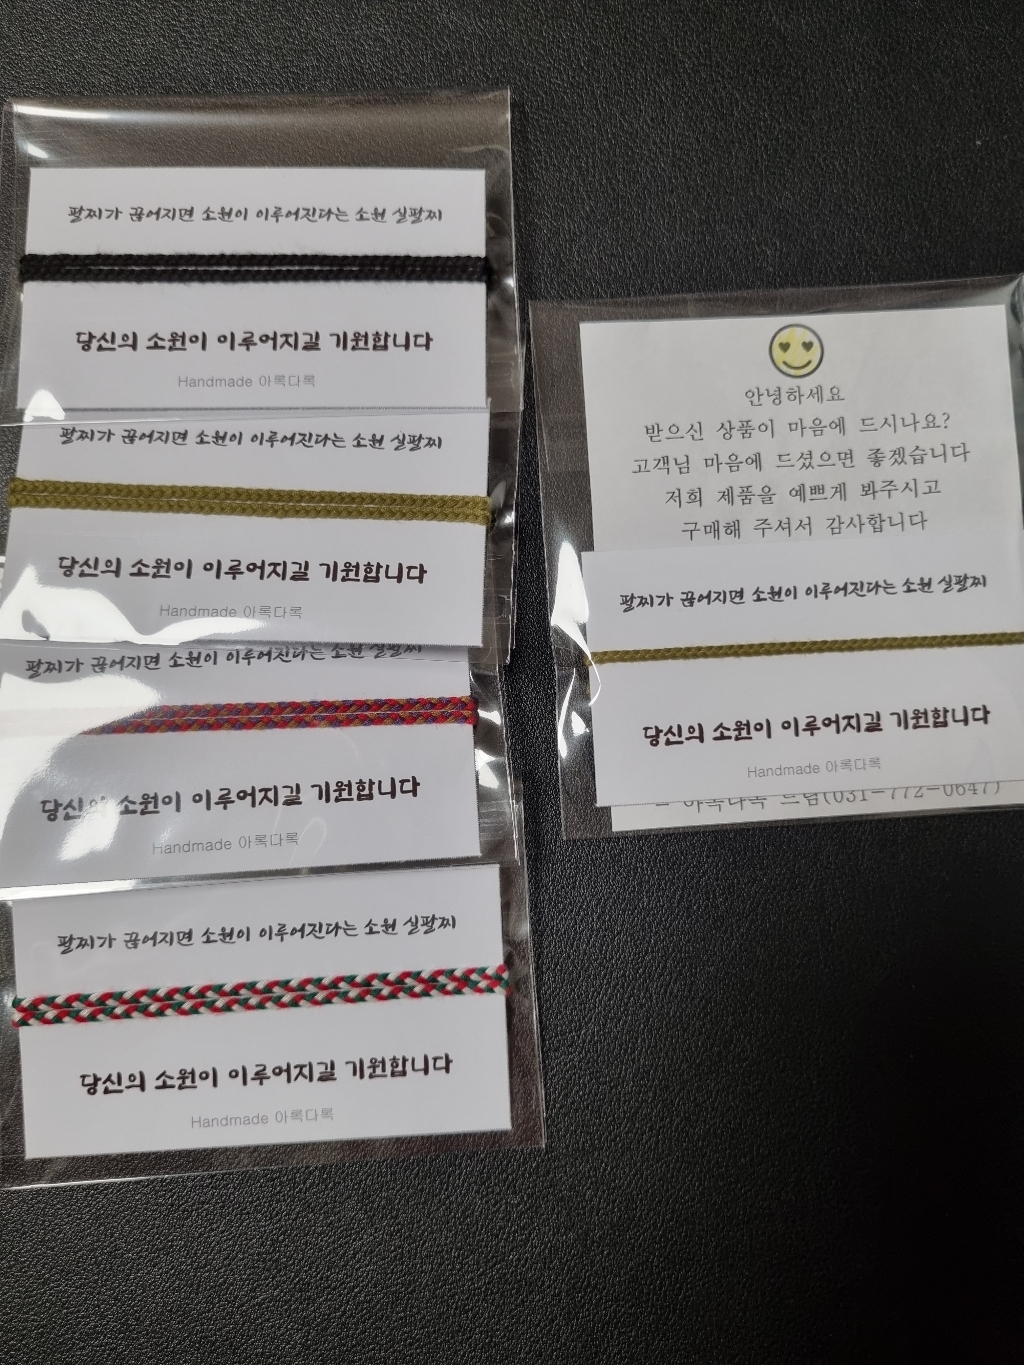 팔찌가 끊어지면 소원이 이루어진다는 소원 실팔찌
당신의 소원이 이루어지길 기원합니다
Handmade 아록다록
팔찌가 끊어지면 소원이 이루어진다는 소원 실팔찌
당신의 소원이 이루어지길 기원합니다
Handmade 아록다록
팔찌가 끊어지면 소원이 이루어진다는 소원 실팔찌
당신의 소원이 이루어지길 기원합니다
Handmade 아록다록
팔찌가 끊어지면 소원이 이루어진다는 소원 실팔찌
당신의 소원이 이루어지길 기원합니다
Handmade 아록다록
안녕하세요
받으신 상품이 마음에 드시나요?
고객님 마음에 드셨으면 좋겠습니다
저희 제품을 예쁘게 봐주시고
구매해 주셔서 감사합니다
팔찌가 끊어지면 소원이 이루어진다는 소원 실팔찌
당신의 소원이 이루어지길 기원합니다
Handmade 아록다록
- 아록다록 드림(031-772-0647)